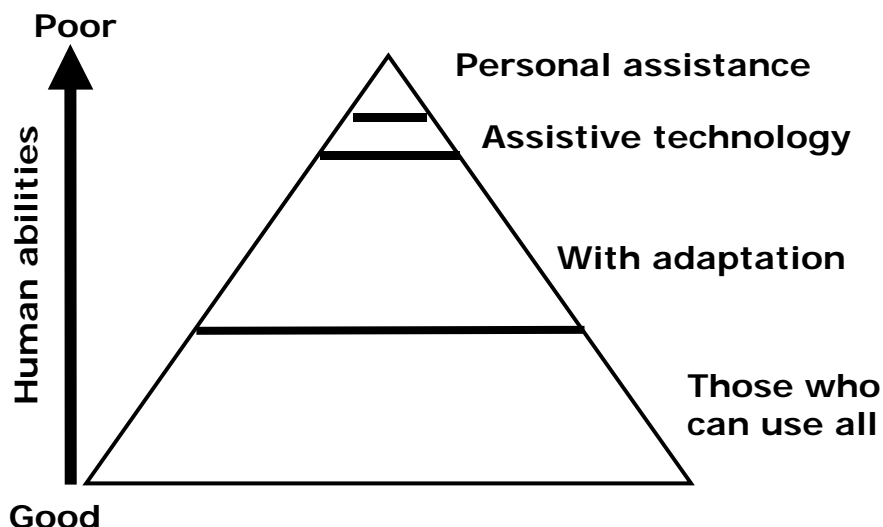 Poor
Personal assistance
Assistive technology
Human abilities
With adaptation
Those who
can use all
Good